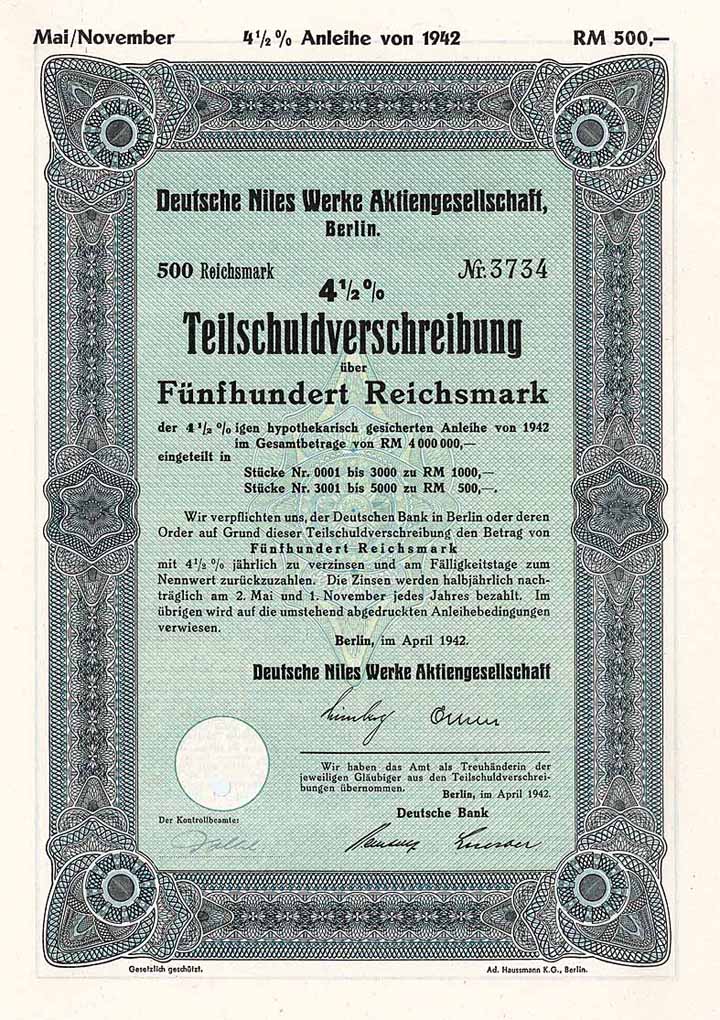 Mai/November 4½% Anleihe von 1942 RM 500,—
Deutsche Niles Werke Aktiengesellschaft,
Berlin.
500 Reichsmark Nr. 3734
4½%
Teilschuldverschreibung
über
Fünfhundert Reichsmark
der 4½% igen hypothekarisch gesicherten Anleihe von 1942
im Gesamtbetrage von RM 4 000 000,—
eingeteilt in
Stücke Nr. 0001 bis 3000 zu RM 1000,—
Stücke Nr. 3001 bis 5000 zu RM 500,—.
Wir verpflichten uns, der Deutschen Bank in Berlin oder deren
Order auf Grund dieser Teilschuldverschreibung den Betrag von
Fünfhundert Reichsmark
mit 4½% jährlich zu verzinsen und am Fälligkeitstage zum
Nennwert zurückzuzahlen. Die Zinsen werden halbjährlich nach-
träglich am 2. Mai und 1. November jedes Jahres bezahlt. Im
übrigen wird auf die umstehend abgedruckten Anleihebedingungen
verwiesen.
Berlin, im April 1942.
Deutsche Niles Werke Aktiengesellschaft
Wir haben das Amt als Treuhänderin der
jeweiligen Gläubiger aus den Teilschuldverschrei-
bungen übernommen.
Berlin, im April 1942.
Deutsche Bank
Der Kontrollbeamte:
Gesetzlich geschützt.
Ad. Haussmann K.G., Berlin.